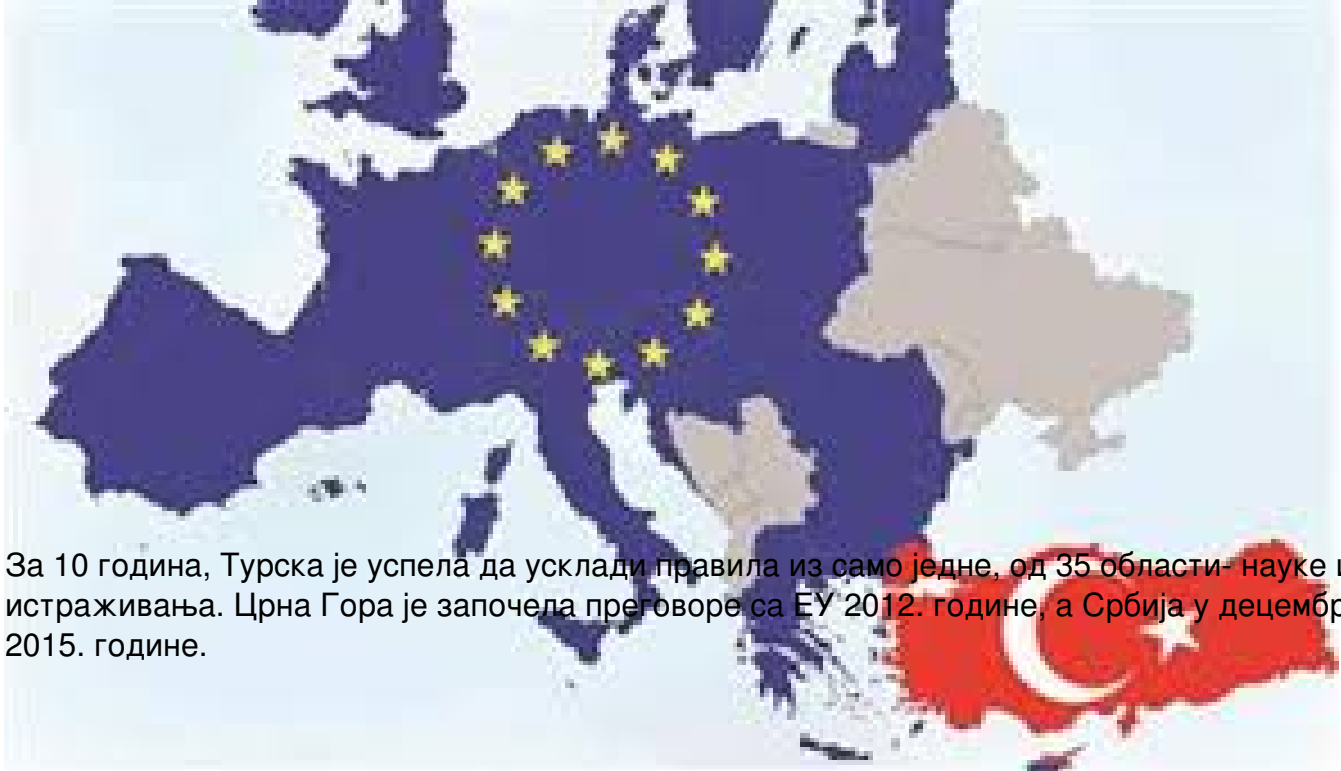 За 10 година, Турска је успела да усклади правила из само једне, од 35 области- науке и
истраживања. Црна Гора је започела преговоре са ЕУ 2012. године, а Србија у децембр
2015. године.